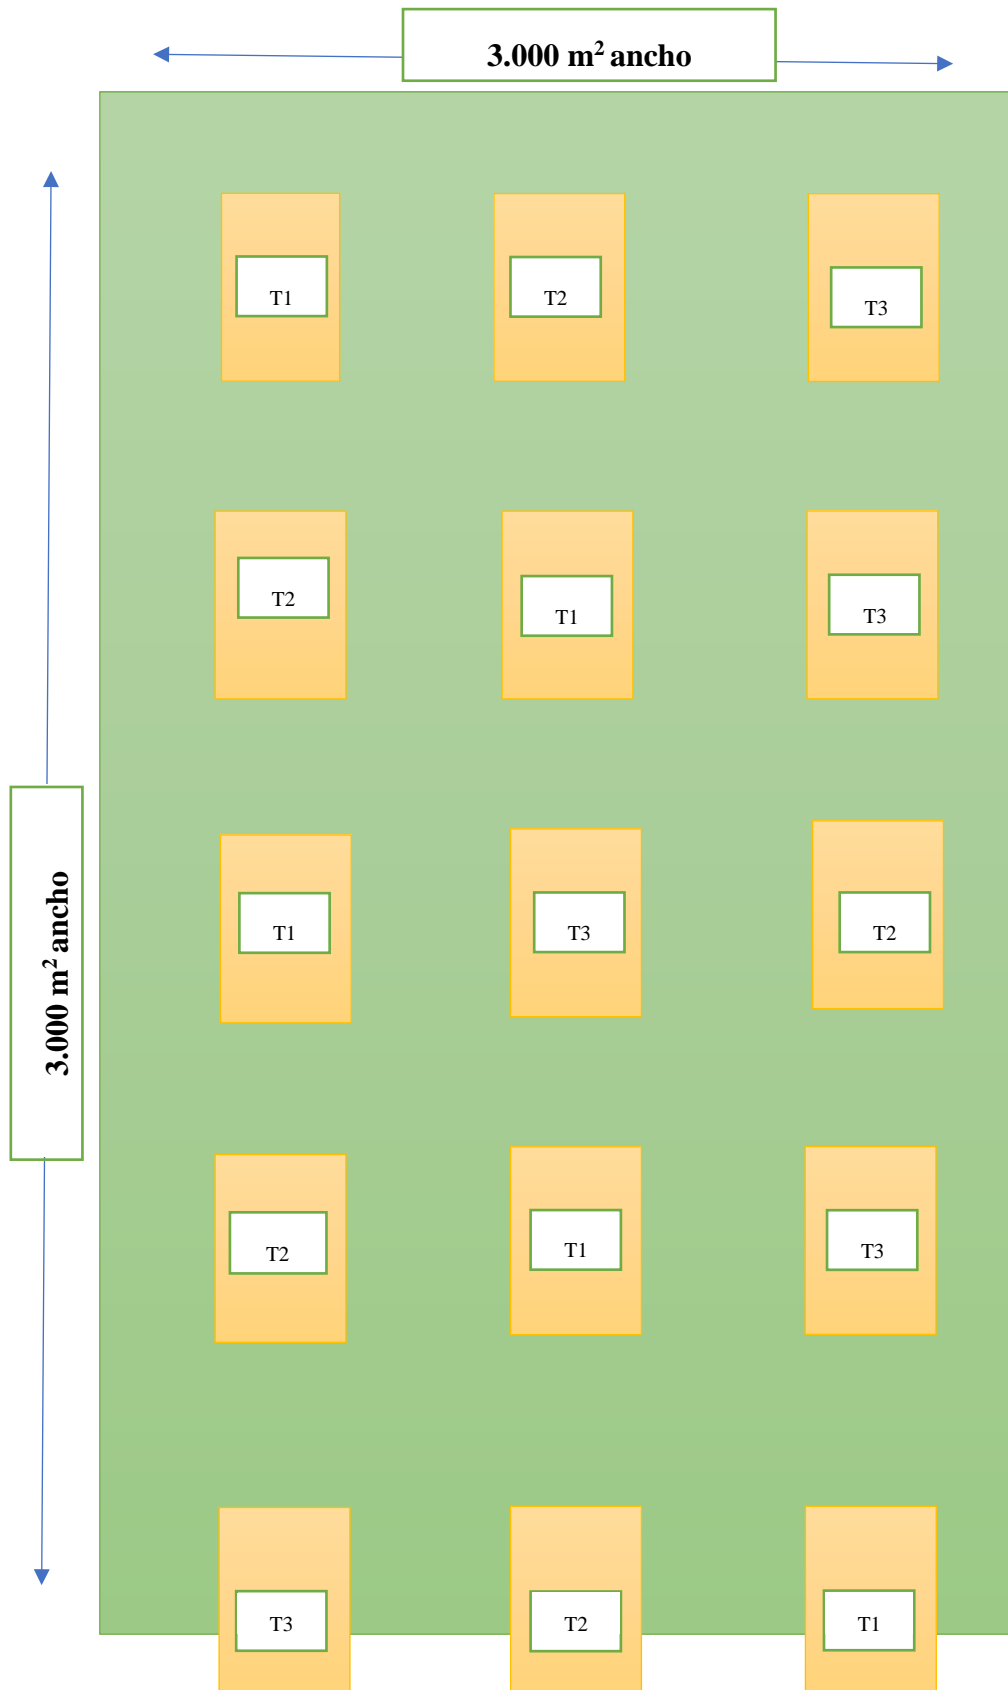 3.000 m² ancho
T1 T2 T3
T2 T1 T3
3.000 m² ancho
T1 T3 T2
T2 T1 T3
T3 T2 T1